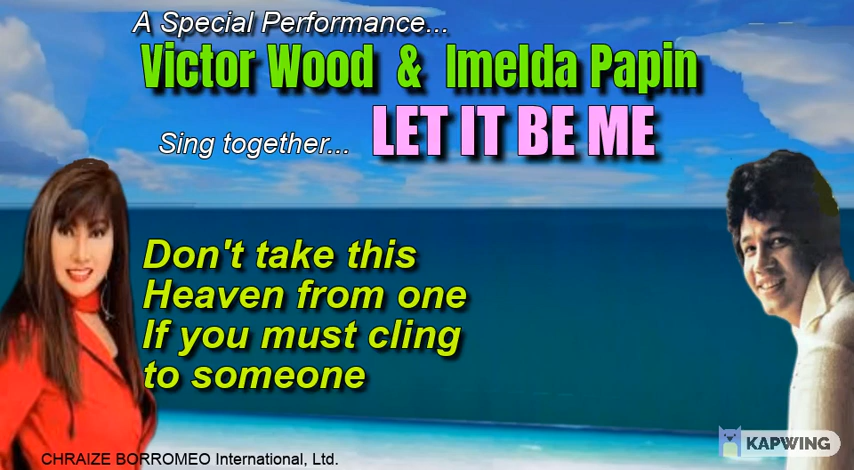 A Special Performance...
Victor Wood & Imelda Papin
Sing together... LET IT BE ME
Don't take this
Heaven from one
If you must cling
to someone
CHRAIZE BORROMEO International, Ltd.
KAPWING